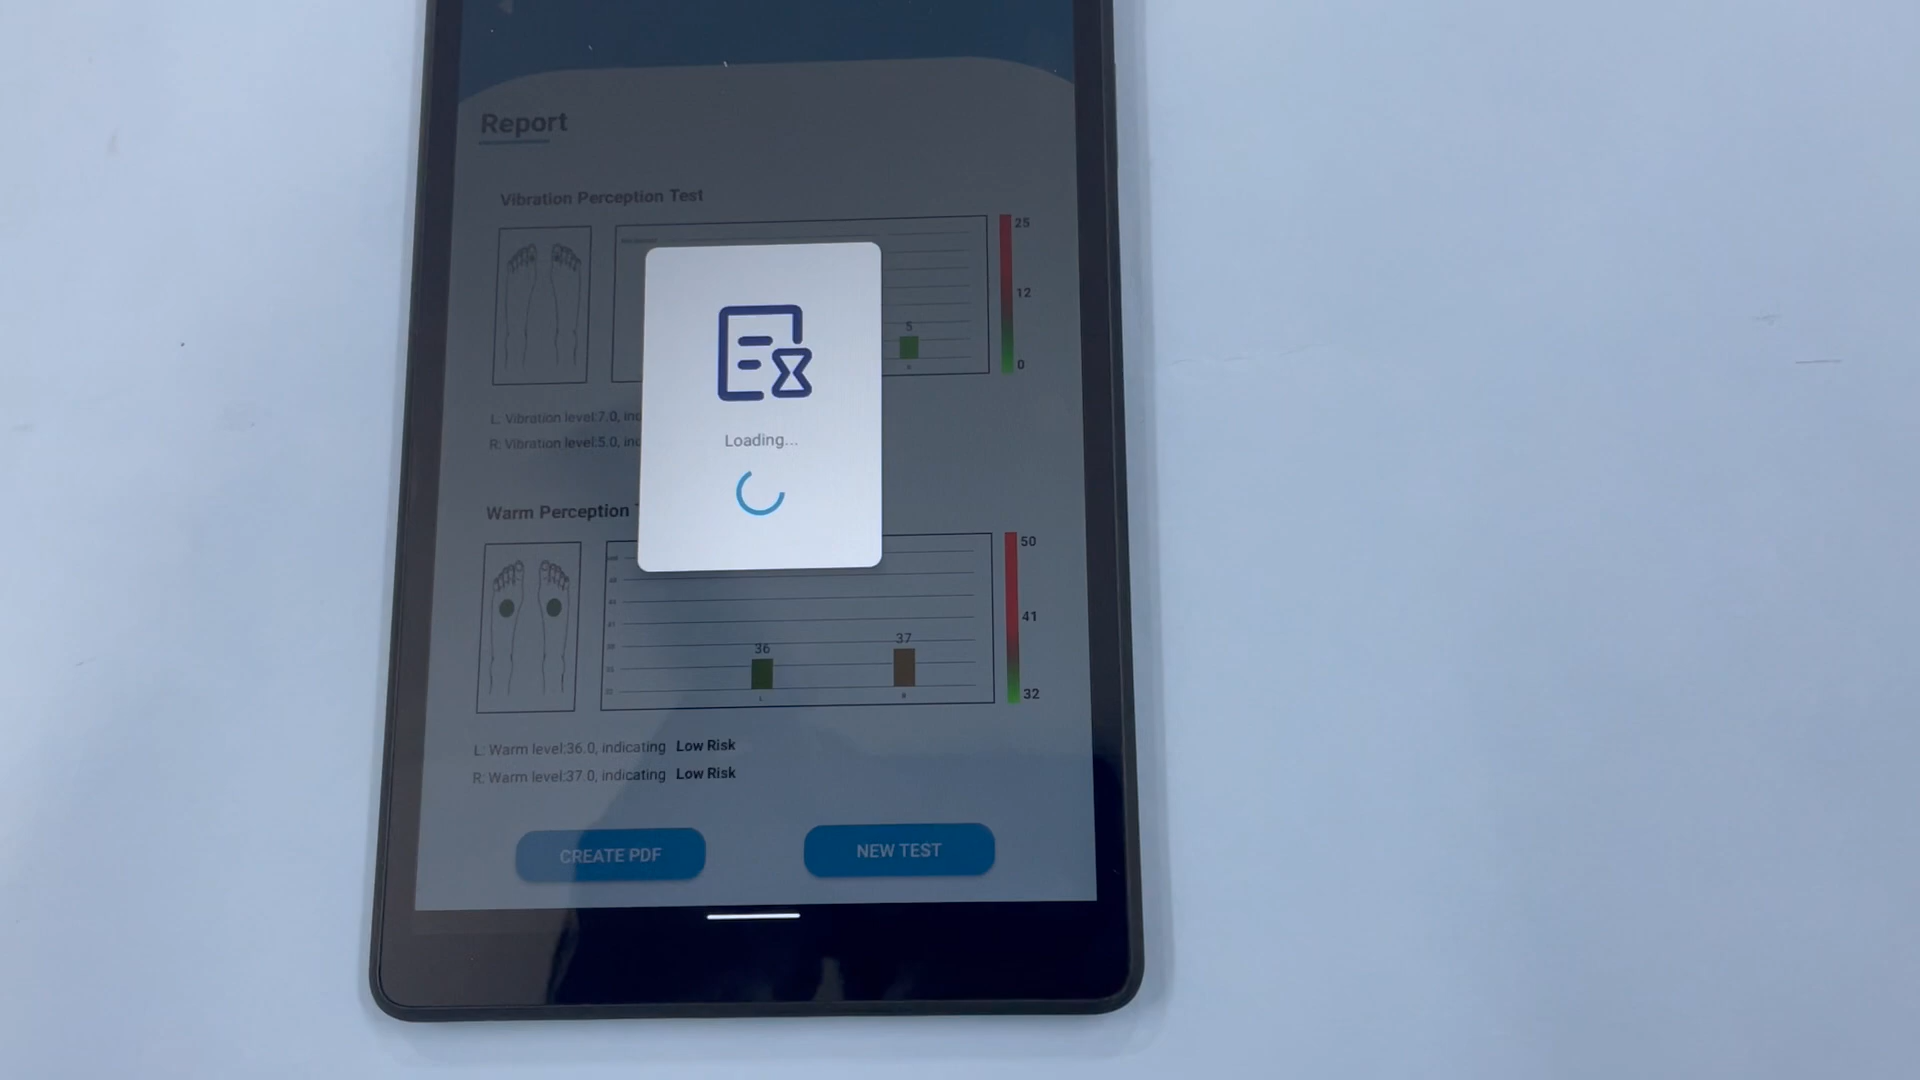 Report
Vibration Perception Test
25
12
5
0
L: Vibration level:7.0,
R: Vibration level:5.0,
Loading...
Warm Perception
50
41
37
36
32
L
R
L: Warm level:36.0, indicating Low Risk
R: Warm level:37.0, indicating Low Risk
CREATE PDF
NEW TEST